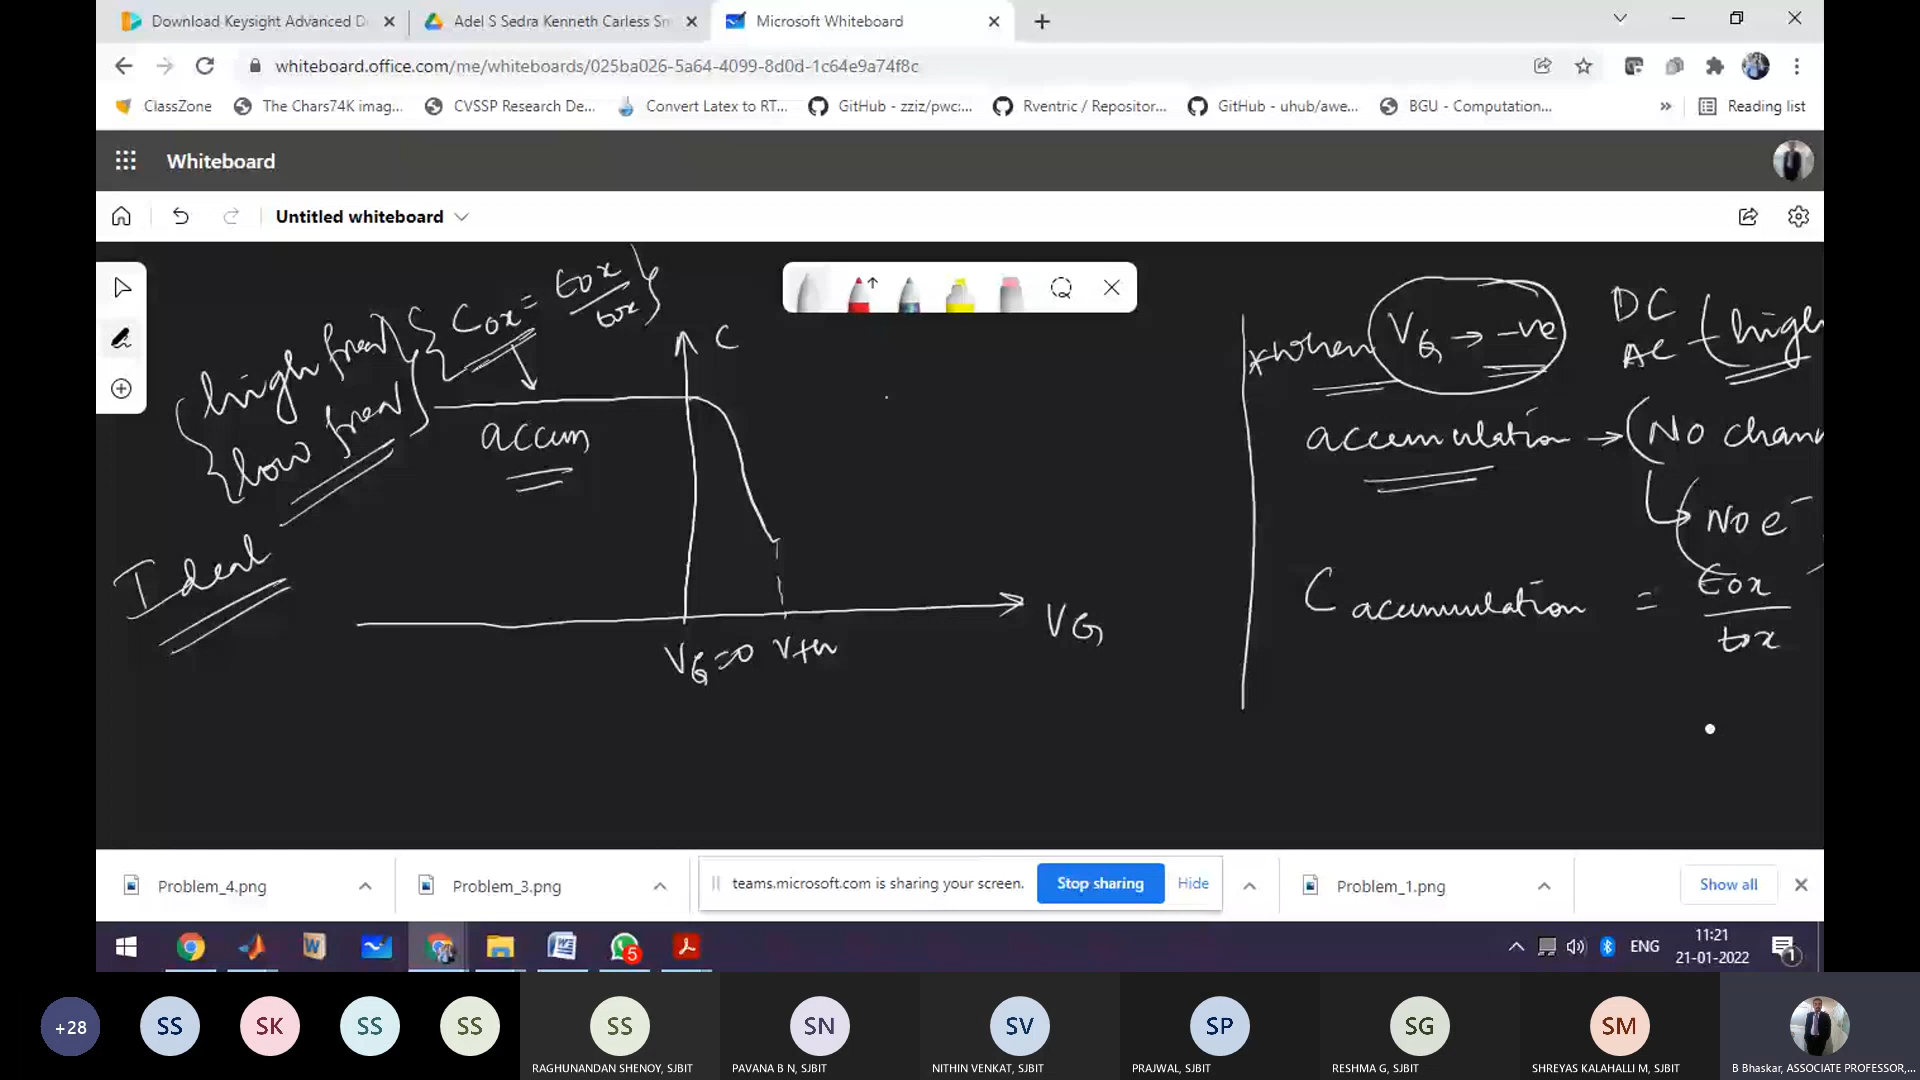 Download Keysight Advanced D
Adel S Sedra Kenneth Carless Sm
Microsoft Whiteboard
whiteboard.office.com/me/whiteboards/025ba026-5a64-4099-8d0d-1c64e9a74f8c
ClassZone
The Chars74K imag...
CVSSP Research De...
Convert Latex to RT...
GitHub - zziz/pwc:...
Rventric / Repositor...
GitHub - uhub/awe...
BGU - Computation...
»
Reading list
Whiteboard
Untitled whiteboard
{ high freq
{ low freq }
{ Cox = εox / tox }
C
accum
Ideal
VG=0 Vth
VG
*When VG → -ve
DC
AC - high
accumulation → (No chan
No e-
C accumulation = εox / tox
Problem_4.png
Problem_3.png
teams.microsoft.com is sharing your screen.
Stop sharing
Hide
Problem_1.png
Show all
5
ENG
11:21
21-01-2022
1
+28
SS
SK
SS
SS
SS
SN
SV
SP
SG
SM
RAGHUNANDAN SHENOY, SJBIT
PAVANA B N, SJBIT
NITHIN VENKAT, SJBIT
PRAJWAL, SJBIT
RESHMA G, SJBIT
SHREYAS KALAHALLI M, SJBIT
B Bhaskar, ASSOCIATE PROFESSOR,...